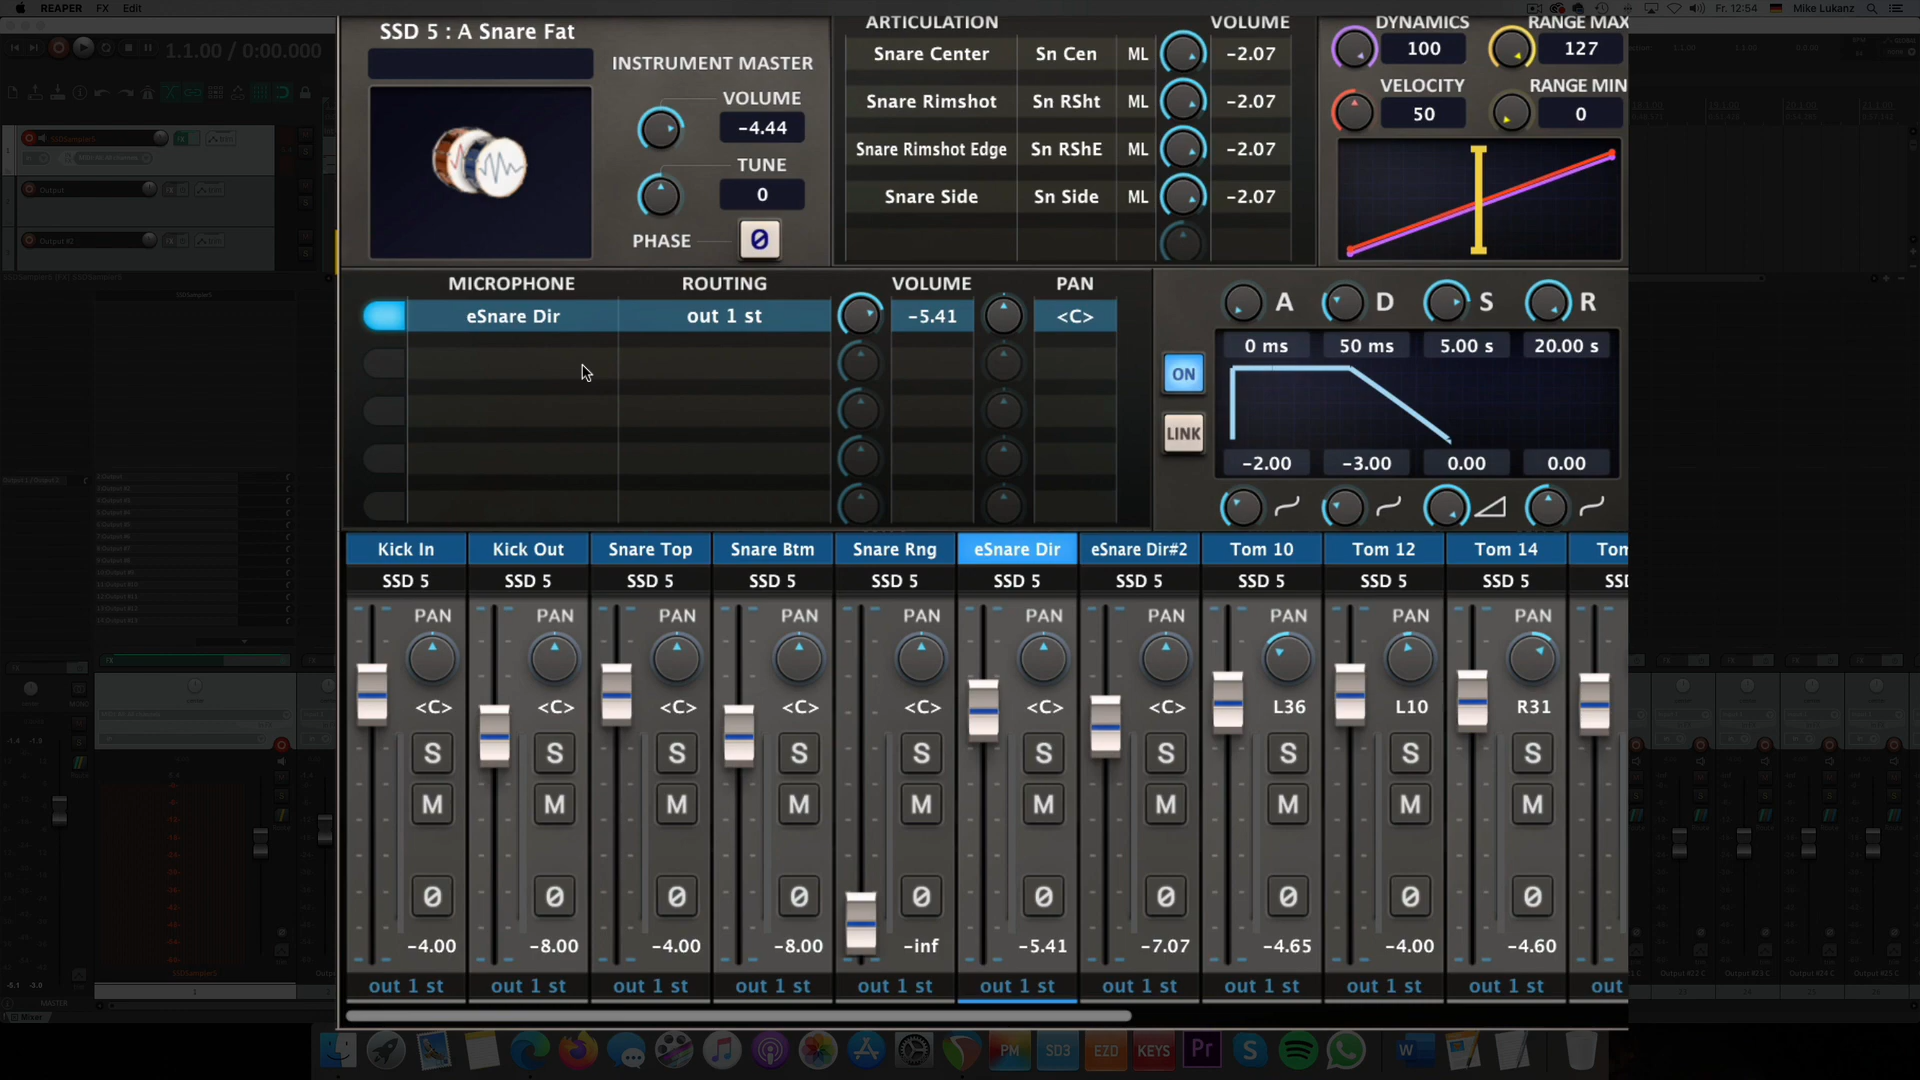 REAPER FX Edit
Fr. 12:54 Mike Lukanz
1.1.00 / 0:00.000
SSD 5 : A Snare Fat
INSTRUMENT MASTER
VOLUME
-4.44
TUNE
0
PHASE Ø
ARTICULATION VOLUME
Snare Center Sn Cen ML -2.07
Snare Rimshot Sn RSht ML -2.07
Snare Rimshot Edge Sn RShE ML -2.07
Snare Side Sn Side ML -2.07
DYNAMICS RANGE MAX
100 127
VELOCITY RANGE MIN
50 0
MICROPHONE ROUTING VOLUME PAN
eSnare Dir out 1 st -5.41 <C>
A D S R
0 ms 50 ms 5.00 s 20.00 s
ON
LINK
-2.00 -3.00 0.00 0.00
Kick In Kick Out Snare Top Snare Btm Snare Rng eSnare Dir eSnare Dir#2 Tom 10 Tom 12 Tom 14 Tom
SSD 5 SSD 5 SSD 5 SSD 5 SSD 5 SSD 5 SSD 5 SSD 5 SSD 5 SSD 5 SSD
PAN PAN PAN PAN PAN PAN PAN PAN PAN PAN
<C> <C> <C> <C> <C> <C> <C> L36 L10 R31
S S S S S S S S S S
M M M M M M M M M M
Ø Ø Ø Ø Ø Ø Ø Ø Ø Ø
-4.00 -8.00 -4.00 -8.00 -inf -5.41 -7.07 -4.65 -4.00 -4.60
out 1 st out 1 st out 1 st out 1 st out 1 st out 1 st out 1 st out 1 st out 1 st out 1 st out
Output
Output #2
MASTER
Mixer
PM SD3 EZD KEYS Pr